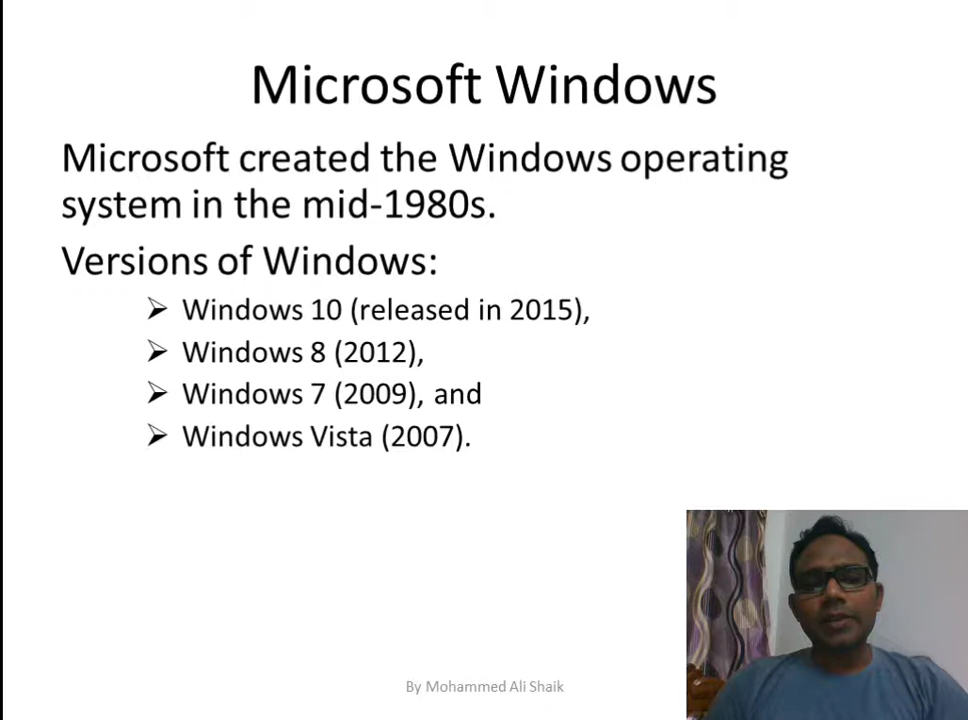 Microsoft Windows
Microsoft created the Windows operating
system in the mid-1980s.
Versions of Windows:
➢ Windows 10 (released in 2015),
➢ Windows 8 (2012),
➢ Windows 7 (2009), and
➢ Windows Vista (2007).
By Mohammed Ali Shaik